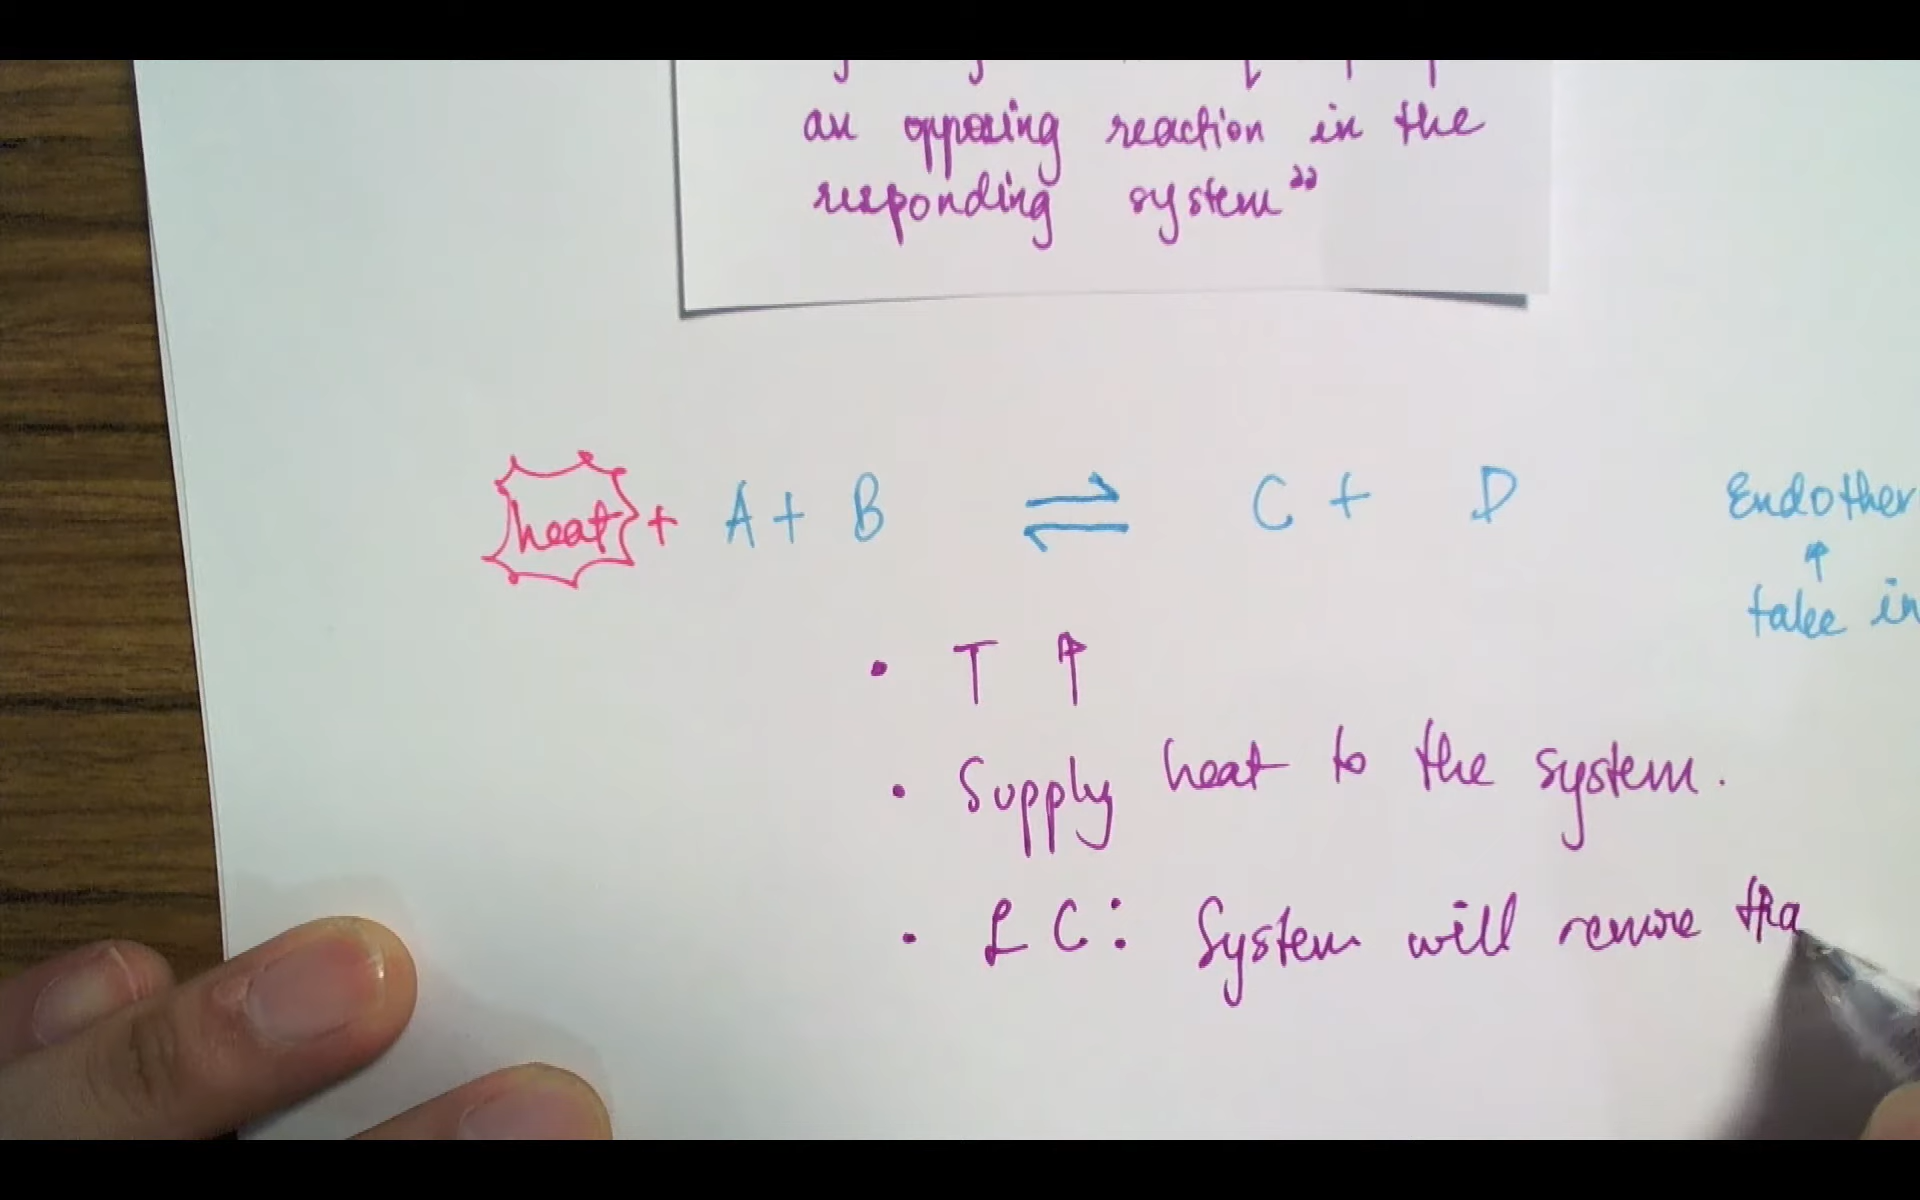 an opposing reaction in the
responding system”
heat + A + B ⇌ C + D
Endother
↑
take in
• T ↑
• Supply heat to the system.
• LC: System will remove tha